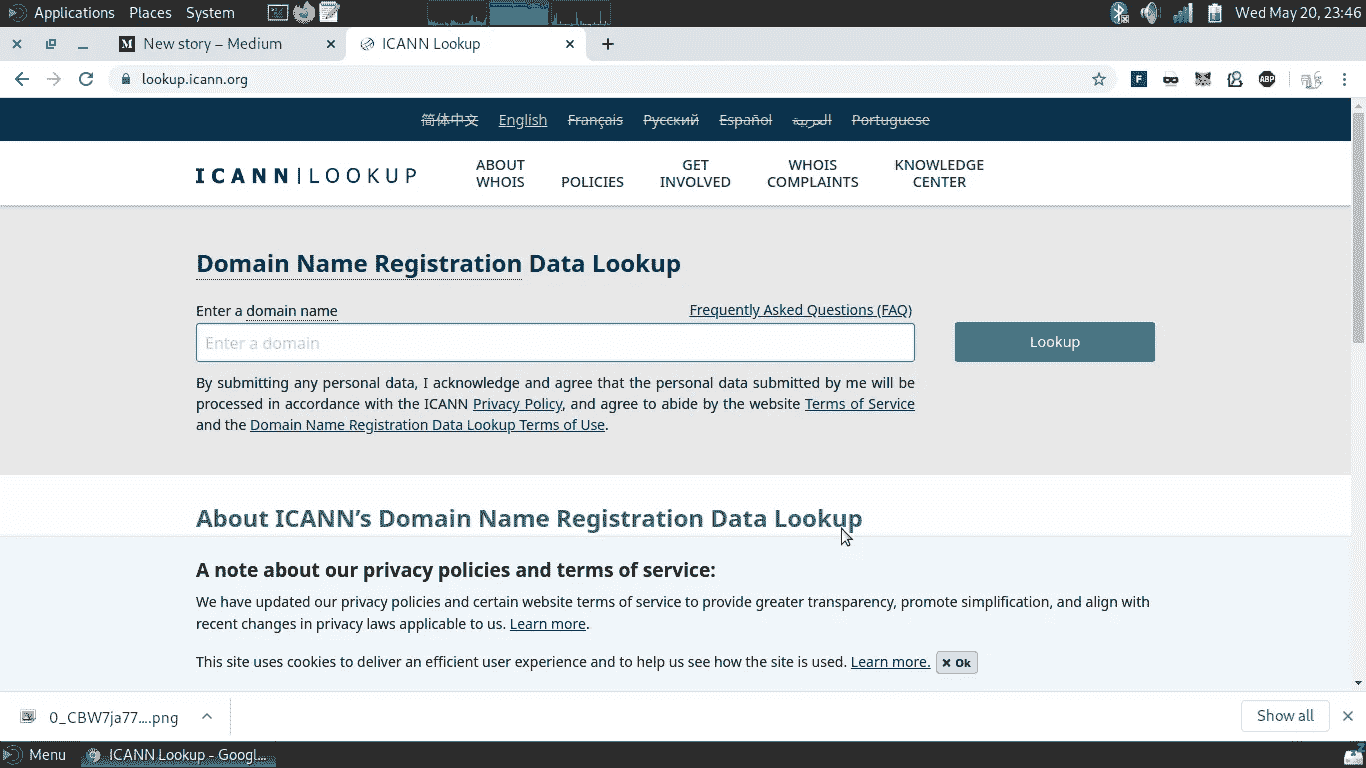 Applications Places System Wed May 20, 23:46
New story – Medium ICANN Lookup
lookup.icann.org
F ABP
简体中文 English Français Русский Español العربية Portuguese
ICANN|LOOKUP
ABOUT
WHOIS
POLICIES
GET
INVOLVED
WHOIS
COMPLAINTS
KNOWLEDGE
CENTER
Domain Name Registration Data Lookup
Enter a domain name Frequently Asked Questions (FAQ)
Enter a domain Lookup
By submitting any personal data, I acknowledge and agree that the personal data submitted by me will be
processed in accordance with the ICANN Privacy Policy, and agree to abide by the website Terms of Service
and the Domain Name Registration Data Lookup Terms of Use.
About ICANN’s Domain Name Registration Data Lookup
A note about our privacy policies and terms of service:
We have updated our privacy policies and certain website terms of service to provide greater transparency, promote simplification, and align with
recent changes in privacy laws applicable to us. Learn more.
This site uses cookies to deliver an efficient user experience and to help us see how the site is used. Learn more. × Ok
0_CBW7ja77....png Show all
Menu ICANN Lookup - Googl...